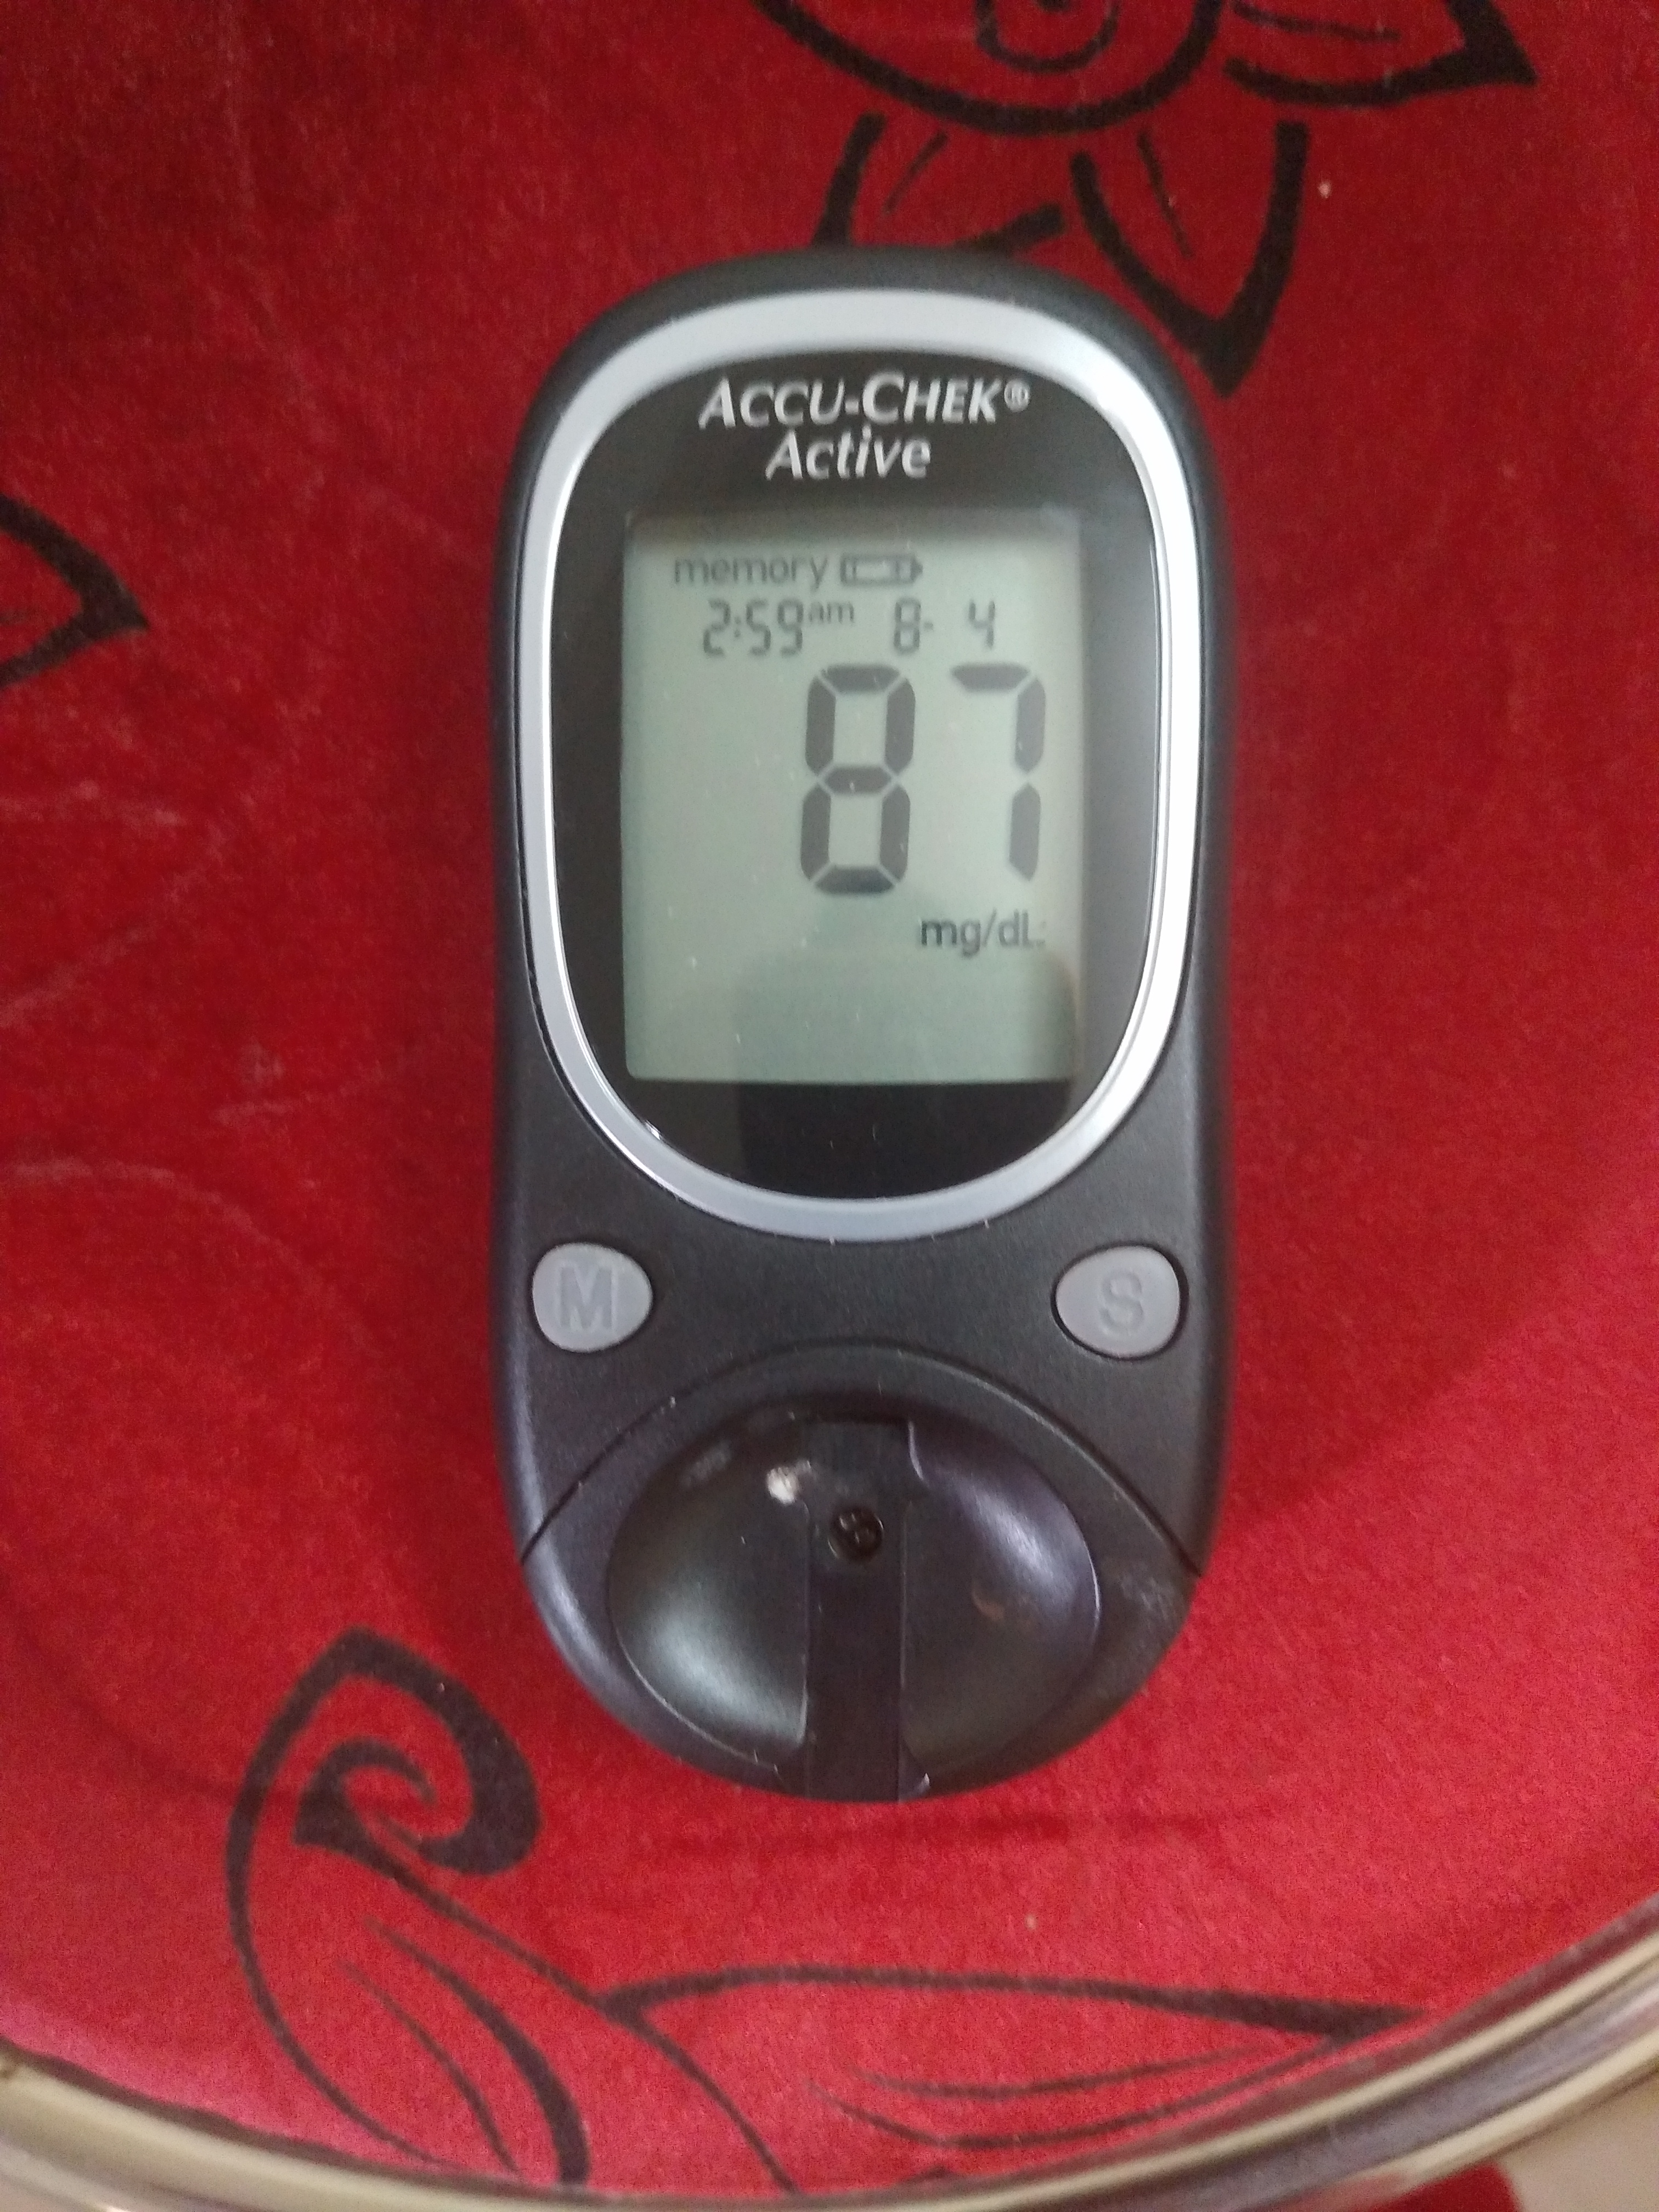 ACCU-CHEK®
Active
memory
2:59am 8- 4
87
mg/dL
M
S